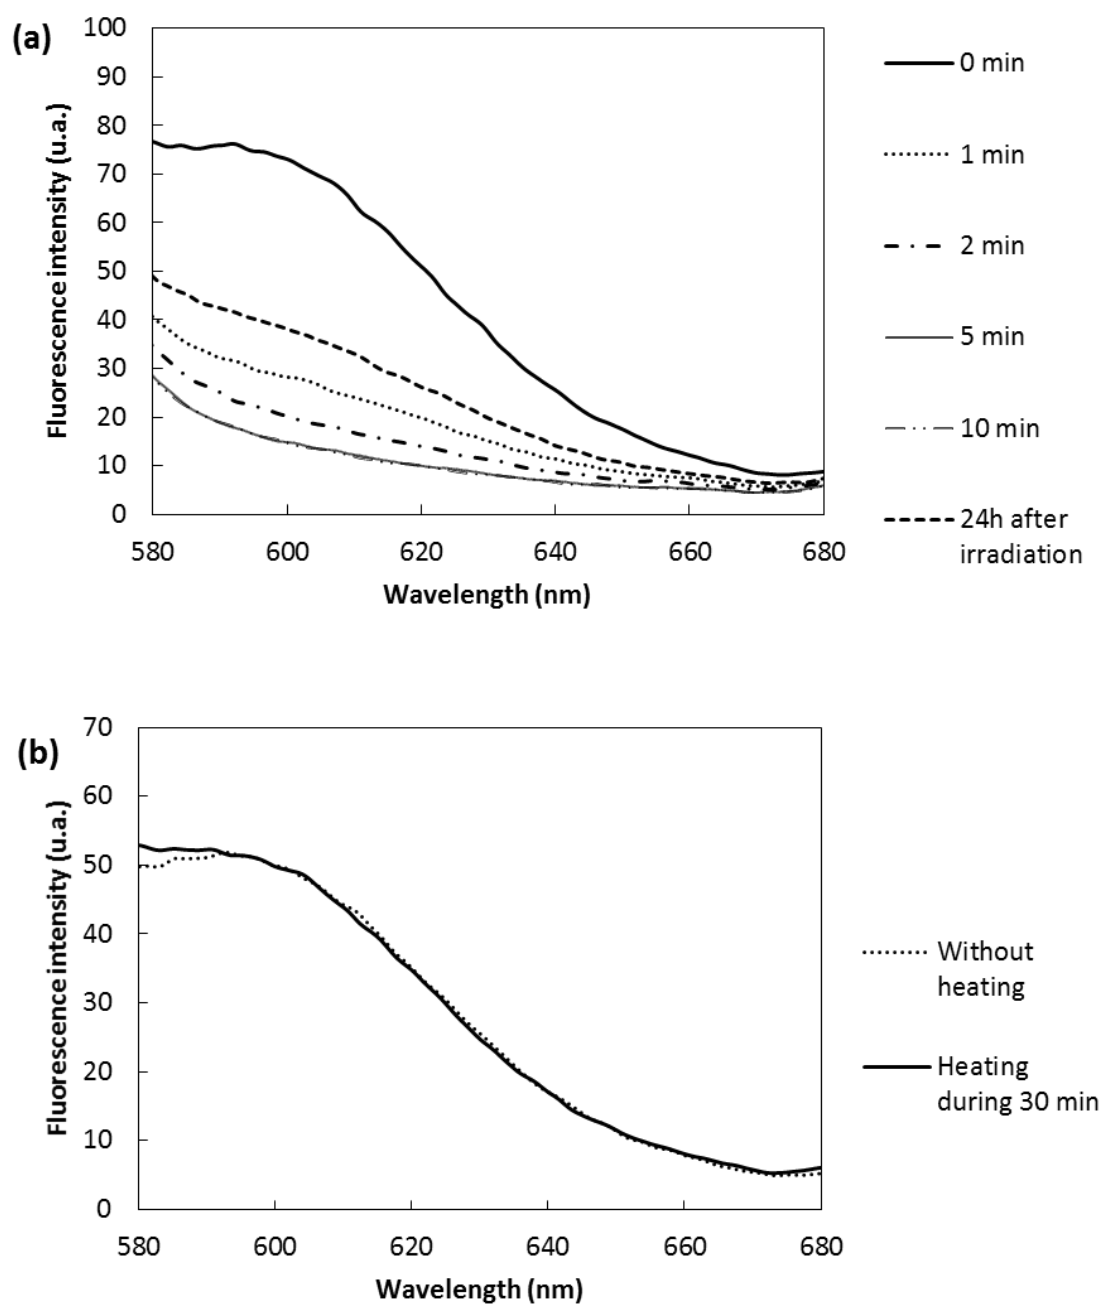 (a)
Fluorescence intensity (u.a.)
100
90
80
70
60
50
40
30
20
10
0
580 600 620 640 660 680
Wavelength (nm)
0 min
1 min
2 min
5 min
10 min
24h after
irradiation
(b)
Fluorescence intensity (u.a.)
70
60
50
40
30
20
10
0
580 600 620 640 660 680
Wavelength (nm)
Without
heating
Heating
during 30 min